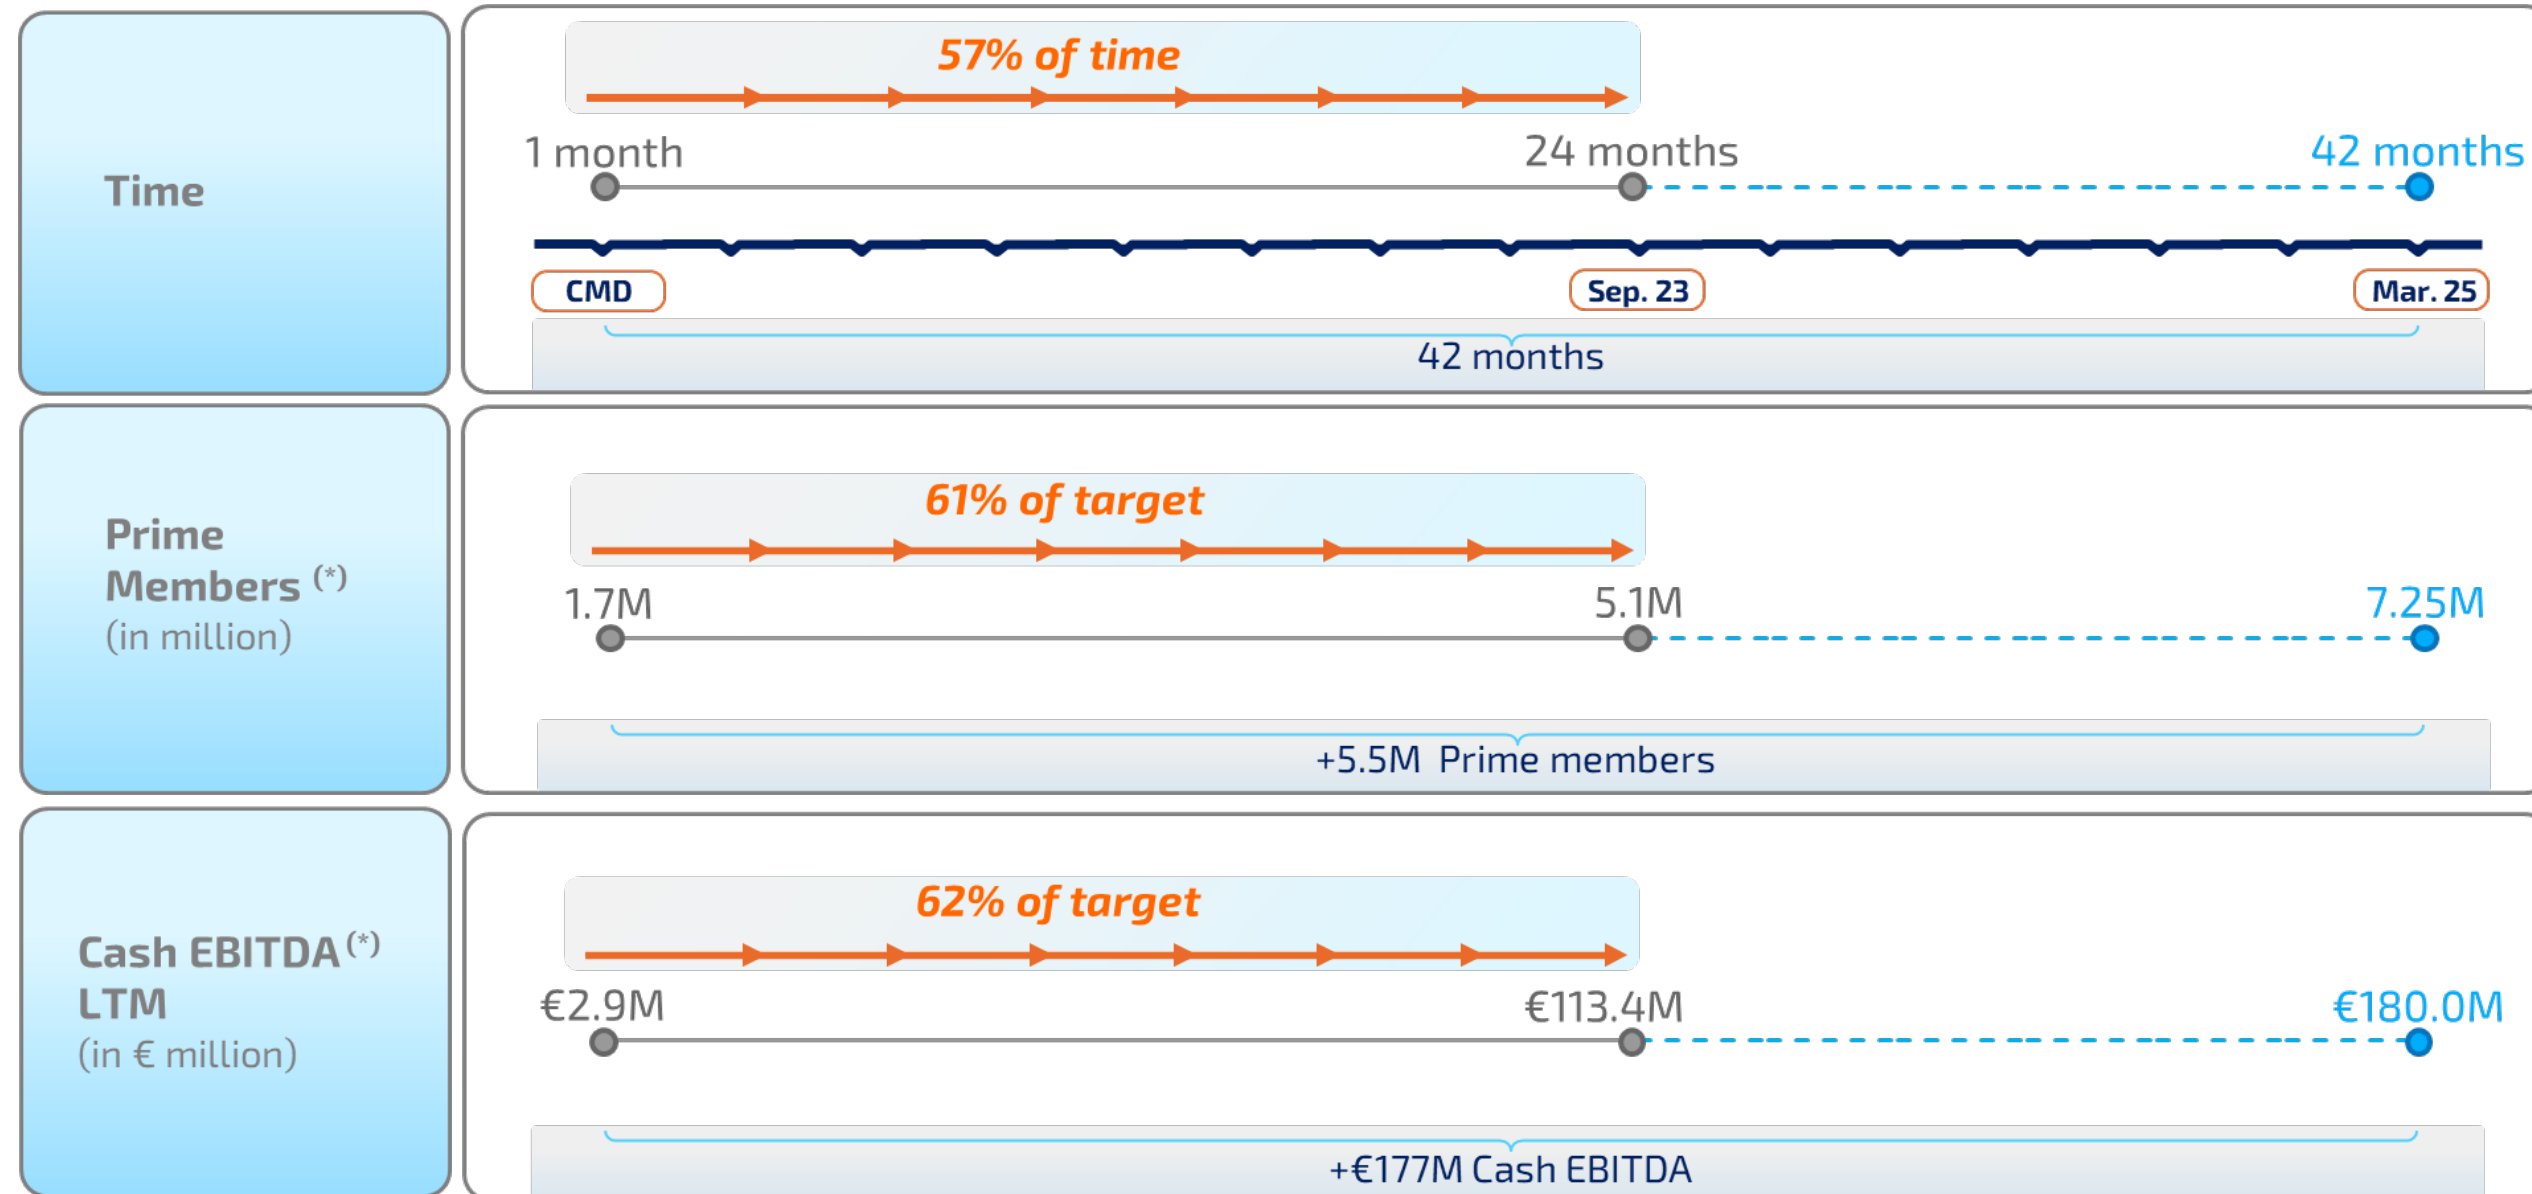 Time
57% of time
1 month
24 months
42 months
CMD
Sep. 23
Mar. 25
42 months
Prime
Members (*)
(in million)
61% of target
1.7M
5.1M
7.25M
+5.5M Prime members
Cash EBITDA (*)
LTM
(in € million)
62% of target
€2.9M
€113.4M
€180.0M
+€177M Cash EBITDA